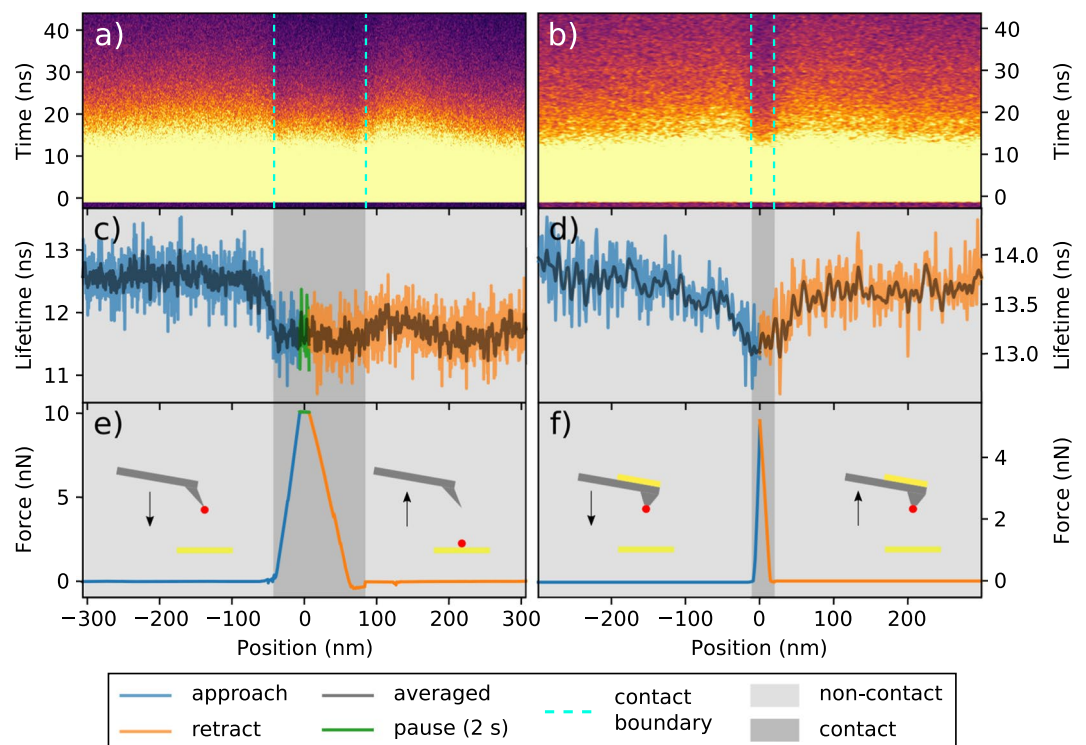 a)
b)
Time (ns)
40
30
20
10
0
40
30
20
10
0
Time (ns)
c)
d)
Lifetime (ns)
13
12
11
14.0
13.5
13.0
Lifetime (ns)
e)
f)
Force (nN)
10
5
0
4
2
0
Force (nN)
−300 −200 −100 0 100 200 300
−200 −100 0 100 200
Position (nm)
Position (nm)
approach
averaged
contact boundary
non-contact
retract
pause (2 s)
contact